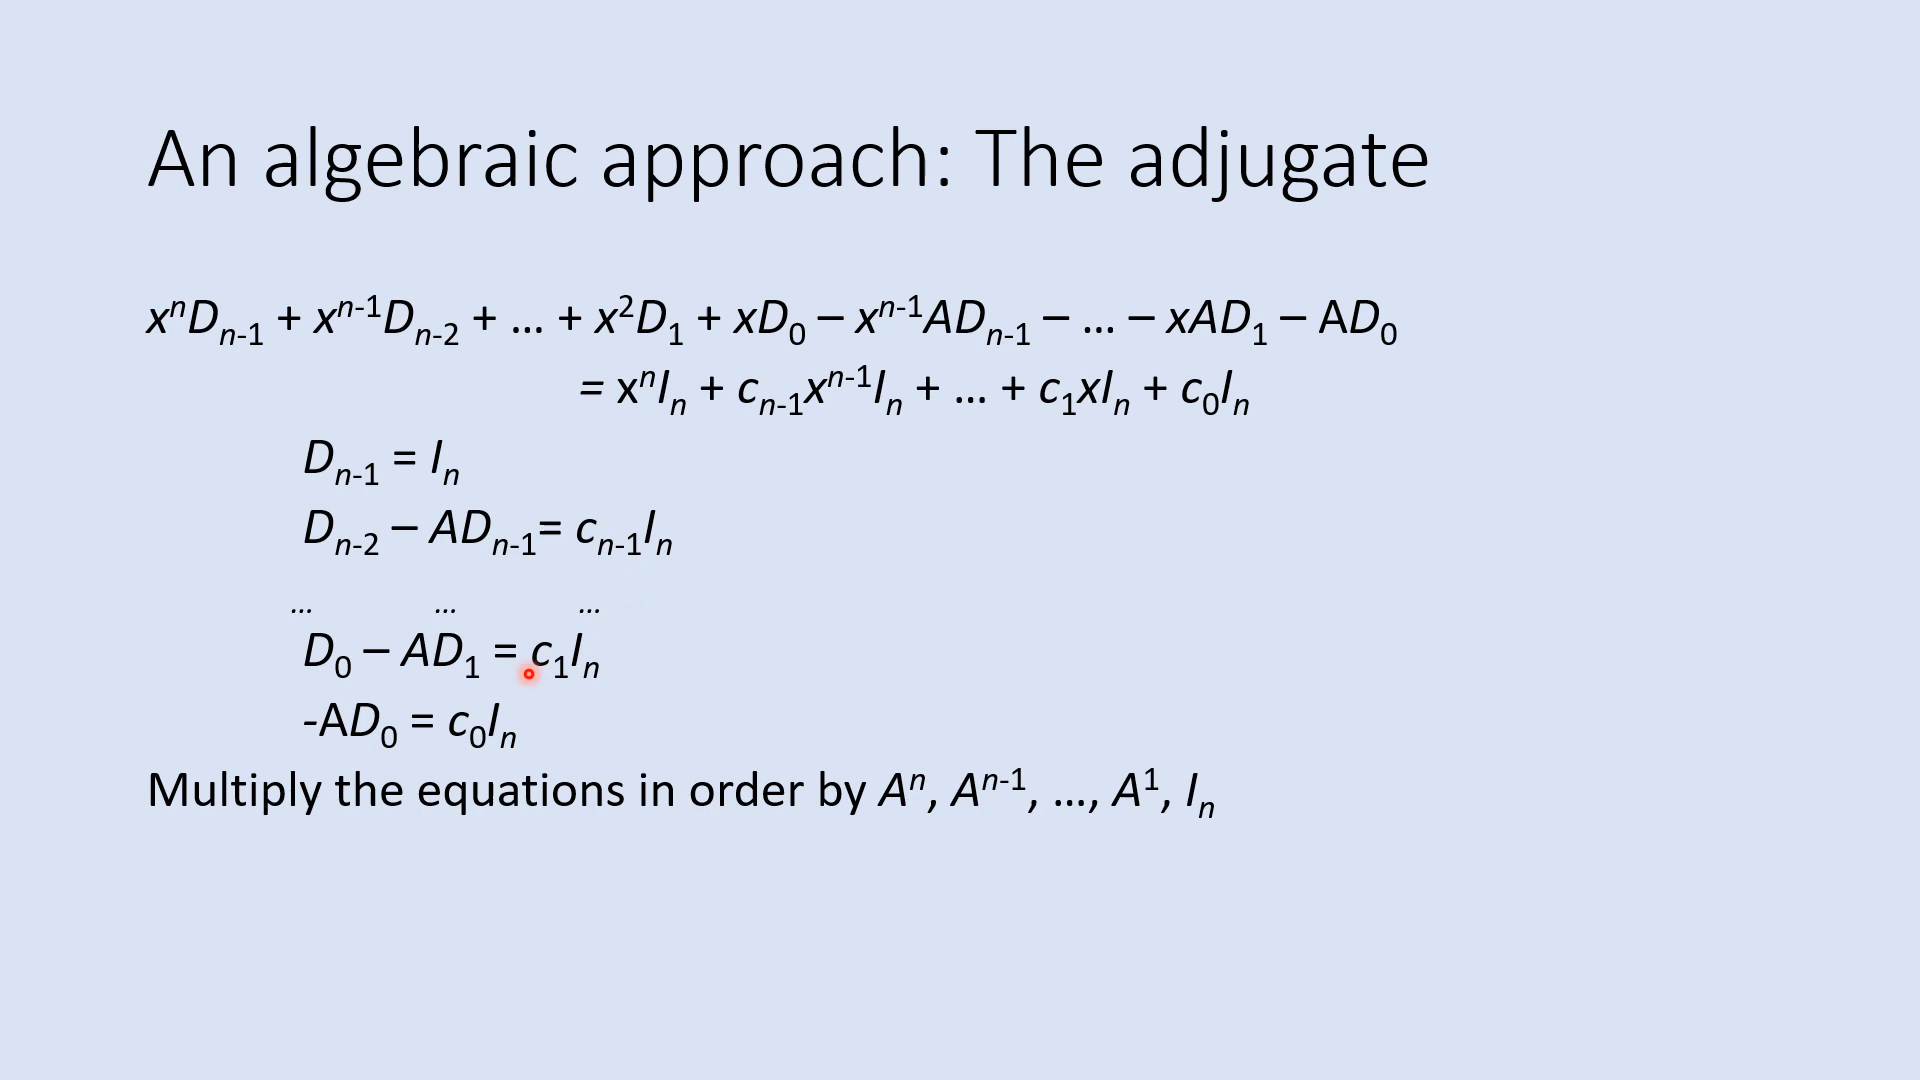 An algebraic approach: The adjugate
xⁿDₙ₋₁ + xⁿ⁻¹Dₙ₋₂ + … + x²D₁ + xD₀ – xⁿ⁻¹ADₙ₋₁ – … – xAD₁ – AD₀
= xⁿIₙ + cₙ₋₁xⁿ⁻¹Iₙ + … + c₁xIₙ + c₀Iₙ
Dₙ₋₁ = Iₙ
Dₙ₋₂ – ADₙ₋₁= cₙ₋₁Iₙ
… … …
D₀ – AD₁ = c₁Iₙ
-AD₀ = c₀Iₙ
Multiply the equations in order by Aⁿ, Aⁿ⁻¹, …, A¹, Iₙ